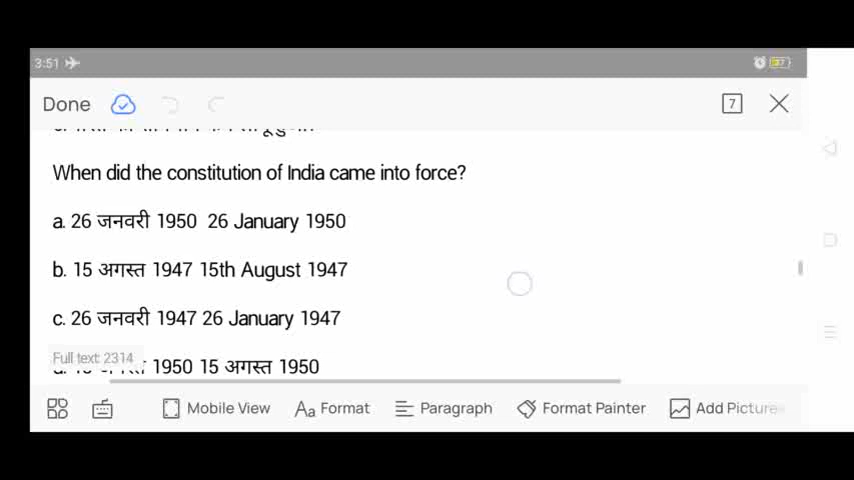 3:51
Done
7
When did the constitution of India came into force?
a. 26 जनवरी 1950 26 January 1950
b. 15 अगस्त 1947 15th August 1947
c. 26 जनवरी 1947 26 January 1947
Full text: 2314
1950 15 अगस्त 1950
Mobile View Format Paragraph Format Painter Add Picture